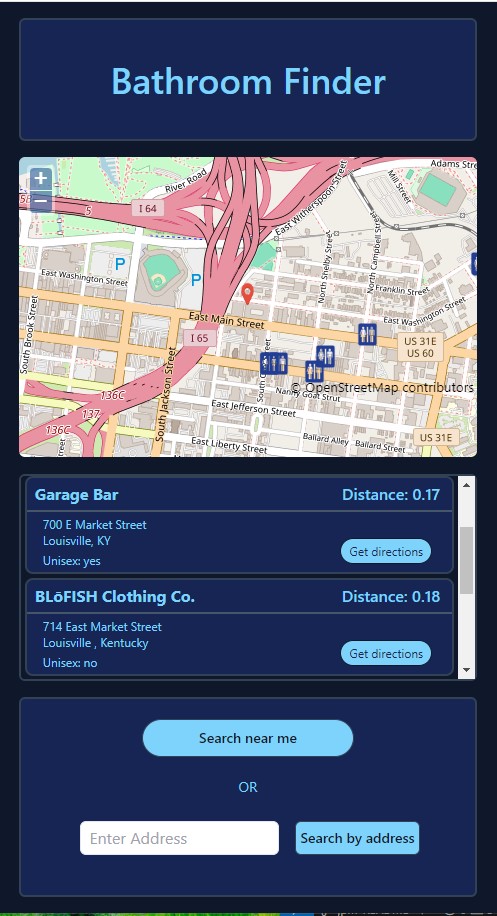 Bathroom Finder
+
−
River Road
Adams Stre
Mill Street
I 64
5
East Witherspoon Street
North Shelby Street
North Campbell Street
P
P
East Washington Street
Franklin Street
East Washington Street
East Main Street
South Brook Street
I 65
US 31E
US 60
136C
137
136C
South Jackson Street
© OpenStreetMap contributors
Nanny Goat Strut
East Jefferson Street
Ballard Alley
Ballard Street
US 31E
East Liberty Street
Garage Bar
Distance: 0.17
700 E Market Street
Louisville, KY
Unisex: yes
Get directions
BLōFISH Clothing Co.
Distance: 0.18
714 East Market Street
Louisville , Kentucky
Unisex: no
Get directions
Search near me
OR
Enter Address
Search by address